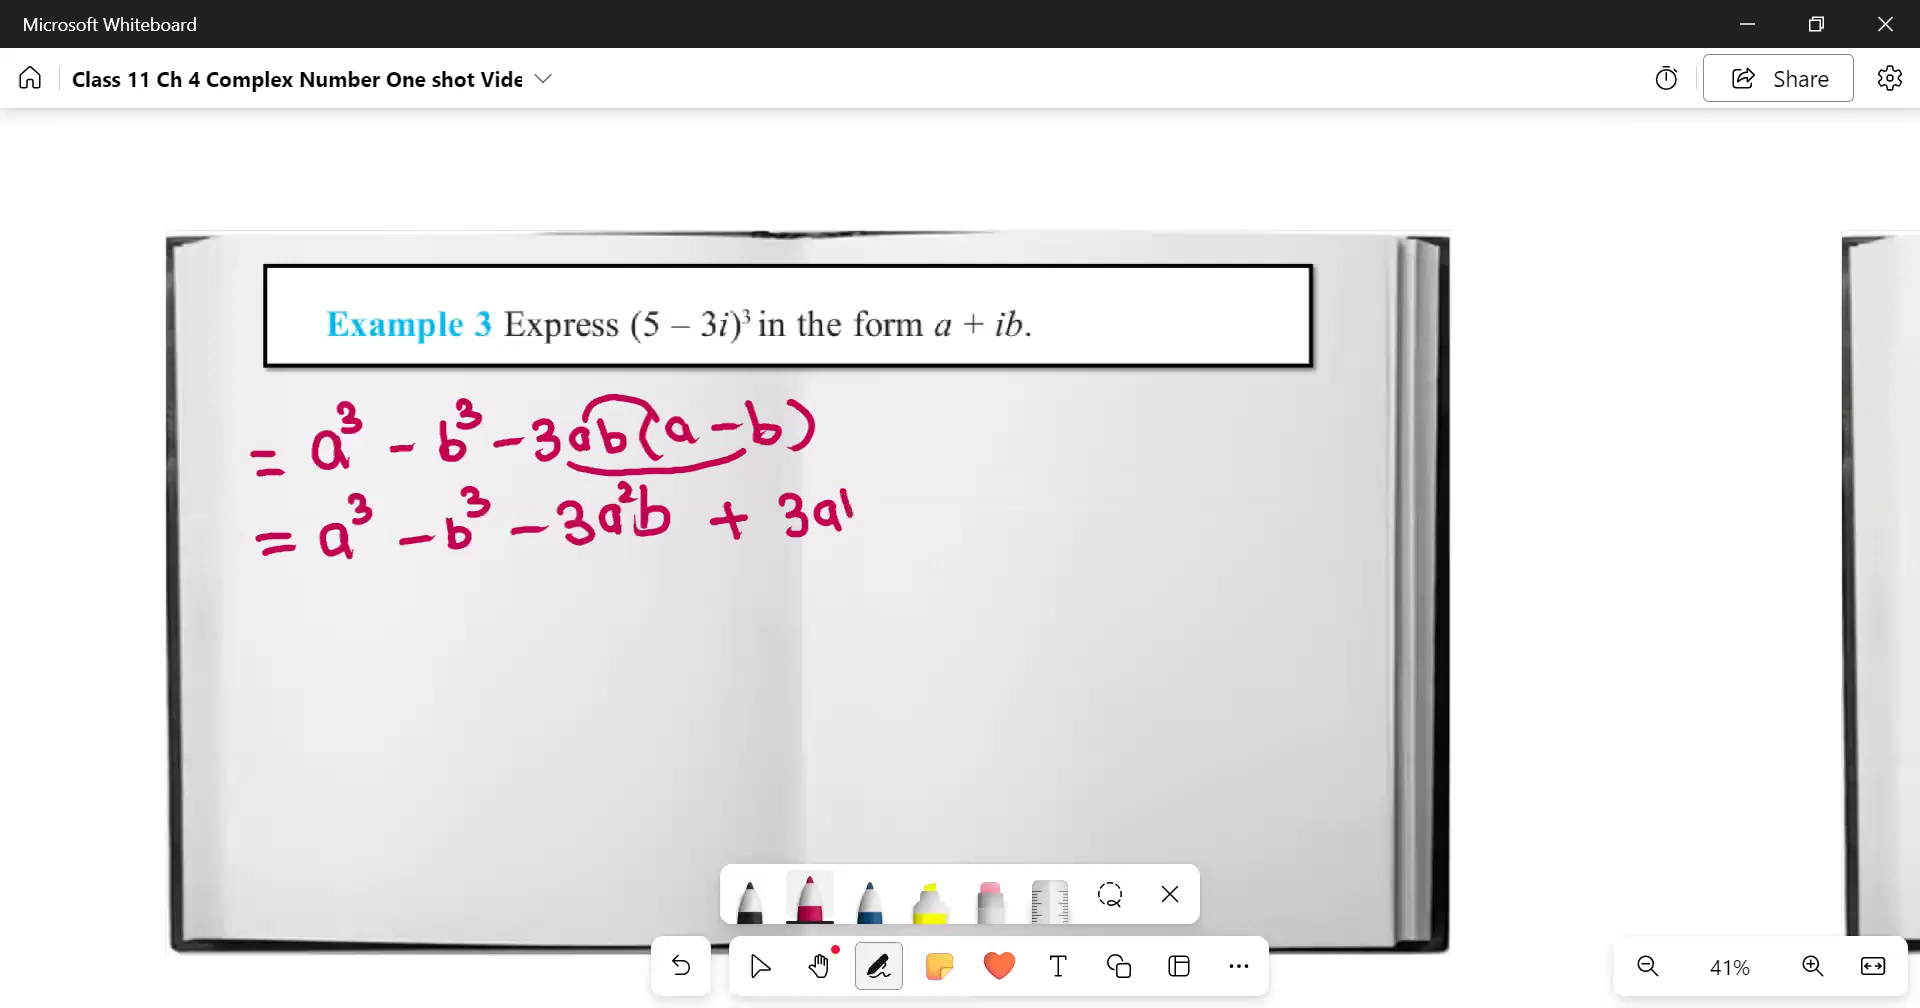 Microsoft Whiteboard
Class 11 Ch 4 Complex Number One shot Vide
Share
Example 3 Express (5 – 3i)³ in the form a + ib.
= a³ - b³ - 3ab(a - b)
= a³ - b³ - 3a²b + 3a
41%